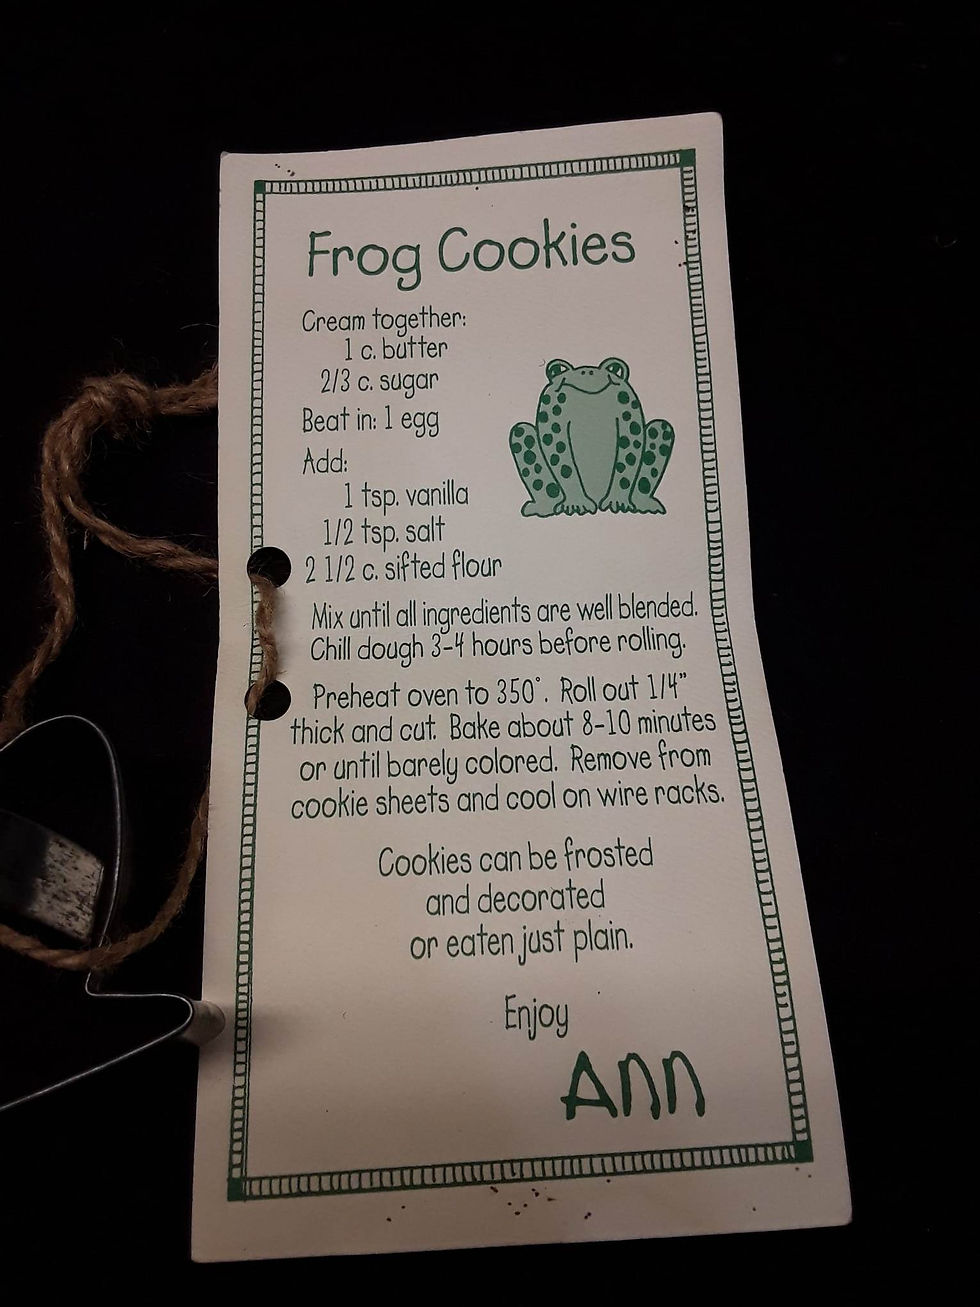 Frog Cookies
Cream together:
1 c. butter
2/3 c. sugar
Beat in: 1 egg
Add:
1 tsp. vanilla
1/2 tsp. salt
2 1/2 c. sifted flour
Mix until all ingredients are well blended.
Chill dough 3-4 hours before rolling.
Preheat oven to 350°. Roll out 1/4"
thick and cut. Bake about 8-10 minutes
or until barely colored. Remove from
cookie sheets and cool on wire racks.
Cookies can be frosted
and decorated
or eaten just plain.
Enjoy
Ann